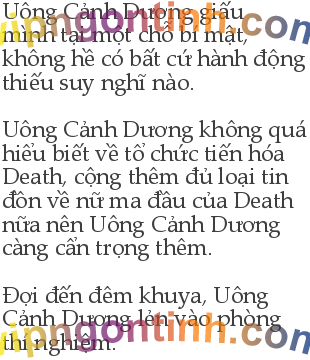 Uông Cảnh Dương giấu
mình tại một chỗ bí mật,
không hề có bất cứ hành động
thiếu suy nghĩ nào.
Uông Cảnh Dương không quá
hiểu biết về tổ chức tiến hóa
Death, cộng thêm đủ loại tin
đồn về nữ ma đầu của Death
nữa nên Uông Cảnh Dương
càng cẩn trọng thêm.
Đợi đến đêm khuya, Uông
Cảnh Dương lẻn vào phòng
thí nghiệm.
vipngontinh.com
vipngontinh.com